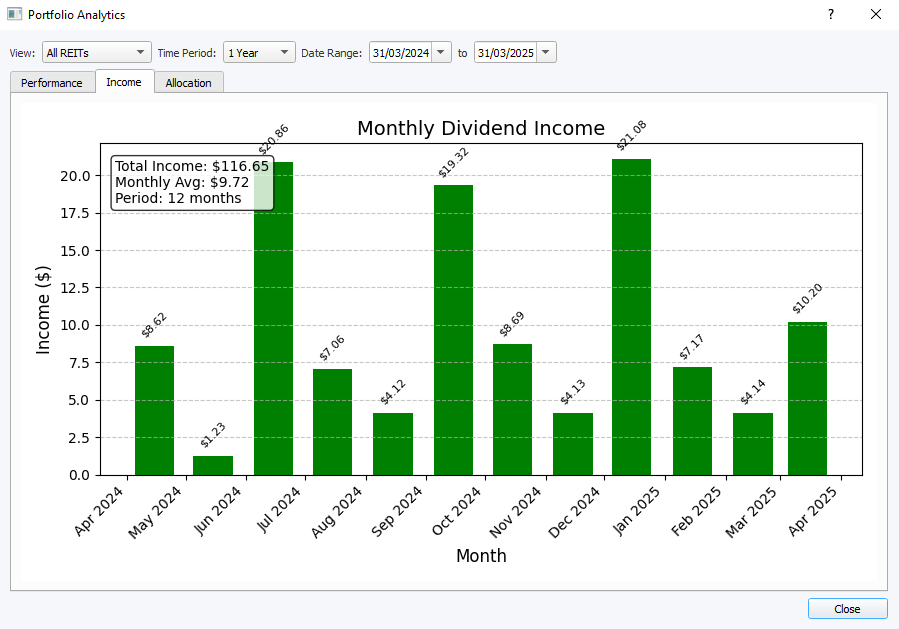 Portfolio Analytics
View: All REITs Time Period: 1 Year Date Range: 31/03/2024 to 31/03/2025
Performance Income Allocation
Monthly Dividend Income
Total Income: $116.65
Monthly Avg: $9.72
Period: 12 months
Income ($)
20.0
17.5
15.0
12.5
10.0
7.5
5.0
2.5
0.0
$8.62
$1.23
$20.86
$7.06
$4.12
$19.32
$8.69
$4.13
$21.08
$7.17
$4.14
$10.20
Apr 2024
May 2024
Jun 2024
Jul 2024
Aug 2024
Sep 2024
Oct 2024
Nov 2024
Dec 2024
Jan 2025
Feb 2025
Mar 2025
Apr 2025
Month
Close